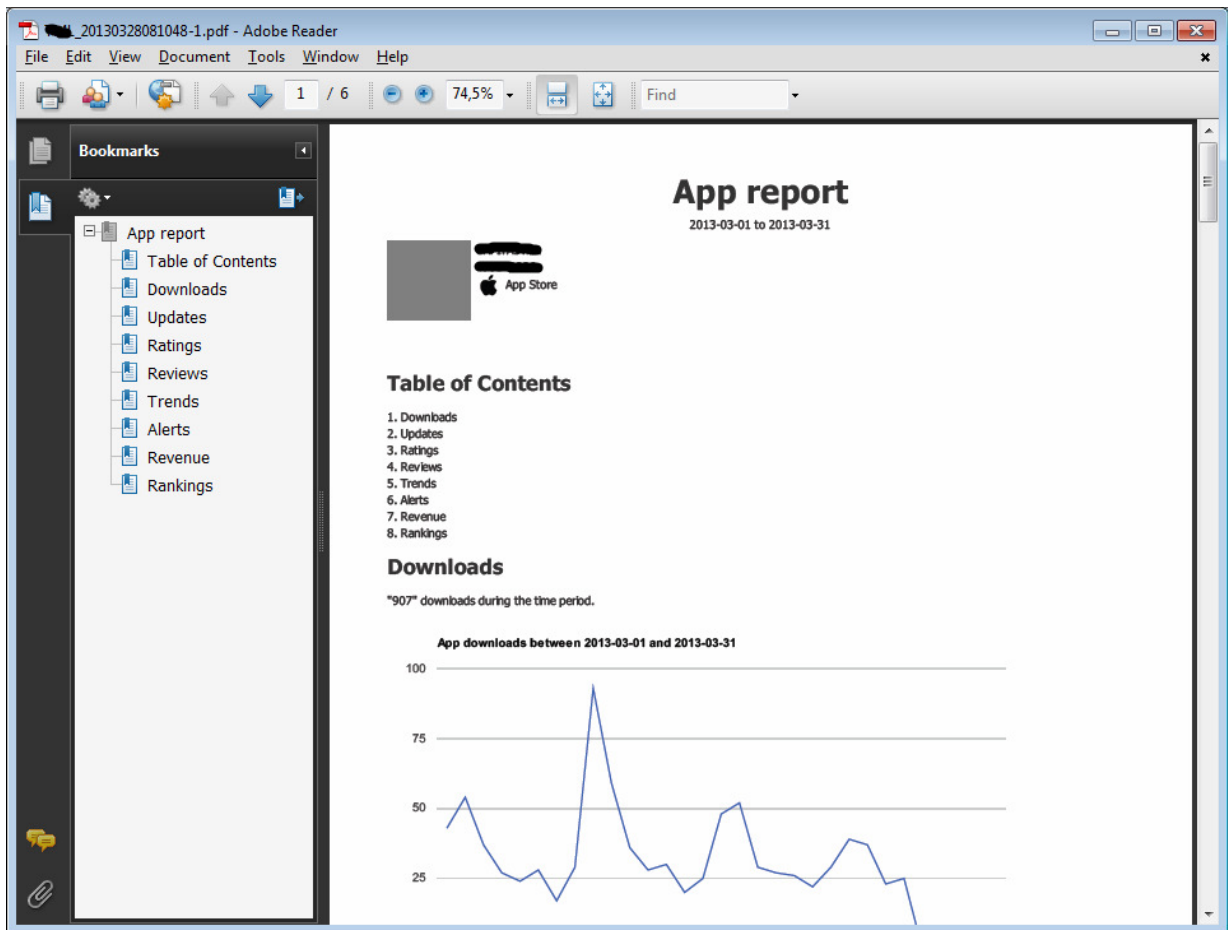 _20130328081048-1.pdf - Adobe Reader
File Edit View Document Tools Window Help
1 / 6 74,5% Find
Bookmarks
App report
Table of Contents
Downloads
Updates
Ratings
Reviews
Trends
Alerts
Revenue
Rankings
App report
2013-03-01 to 2013-03-31
App Store
Table of Contents
1. Downloads
2. Updates
3. Ratings
4. Reviews
5. Trends
6. Alerts
7. Revenue
8. Rankings
Downloads
"907" downloads during the time period.
App downloads between 2013-03-01 and 2013-03-31
100
75
50
25